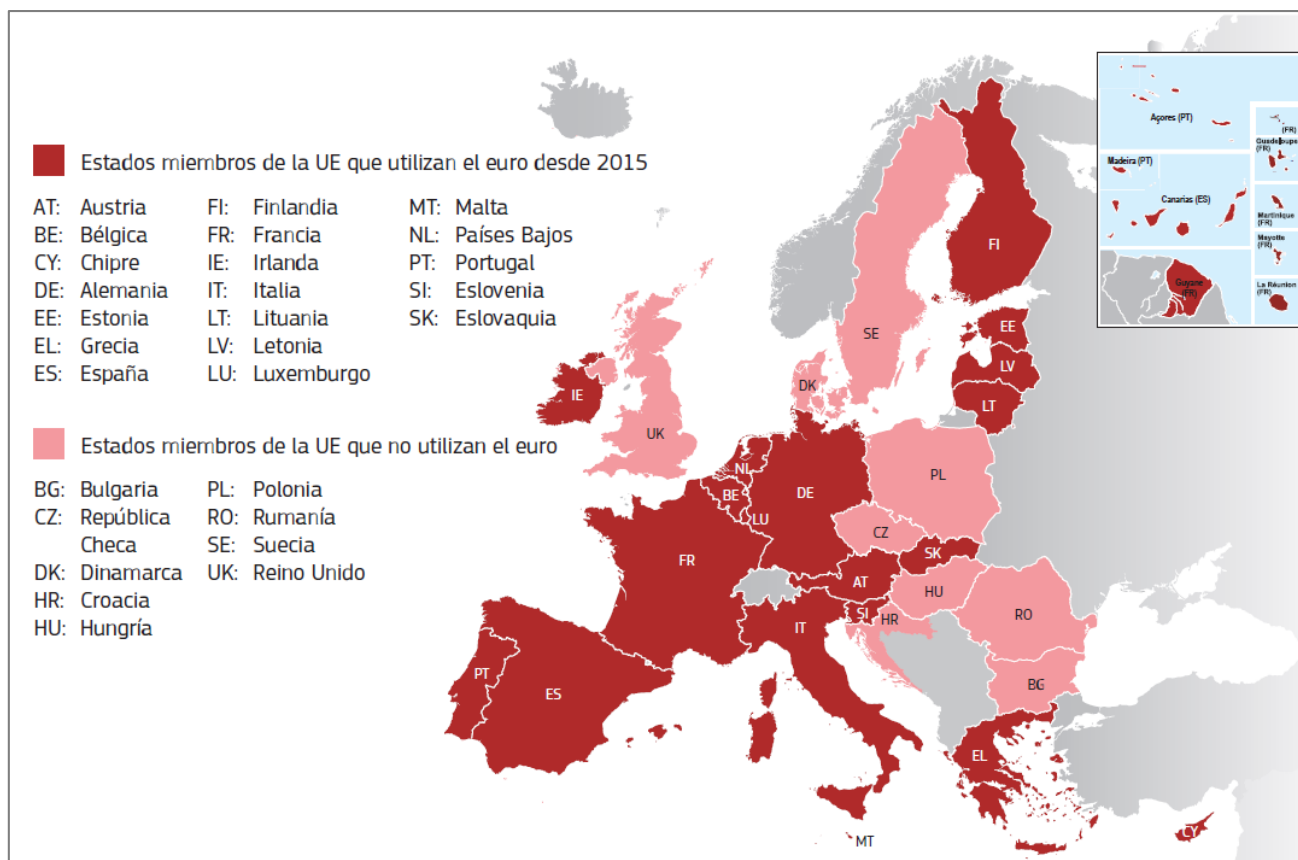 Estados miembros de la UE que utilizan el euro desde 2015
AT: Austria
BE: Bélgica
CY: Chipre
DE: Alemania
EE: Estonia
EL: Grecia
ES: España
FI: Finlandia
FR: Francia
IE: Irlanda
IT: Italia
LT: Lituania
LV: Letonia
LU: Luxemburgo
MT: Malta
NL: Países Bajos
PT: Portugal
SI: Eslovenia
SK: Eslovaquia
Estados miembros de la UE que no utilizan el euro
BG: Bulgaria
CZ: República
Checa
DK: Dinamarca
HR: Croacia
HU: Hungría
PL: Polonia
RO: Rumanía
SE: Suecia
UK: Reino Unido
FI
SE
EE
LV
LT
DK
IE
UK
NL
BE
LU
DE
PL
CZ
SK
FR
AT
HU
SI
HR
RO
IT
BG
PT
ES
EL
MT
CY
Açores (PT)
(FR)
Guadeloupe
(FR)
Madeira (PT)
Canarias (ES)
Martinique
(FR)
Mayotte
(FR)
Guyane
(FR)
La Réunion
(FR)